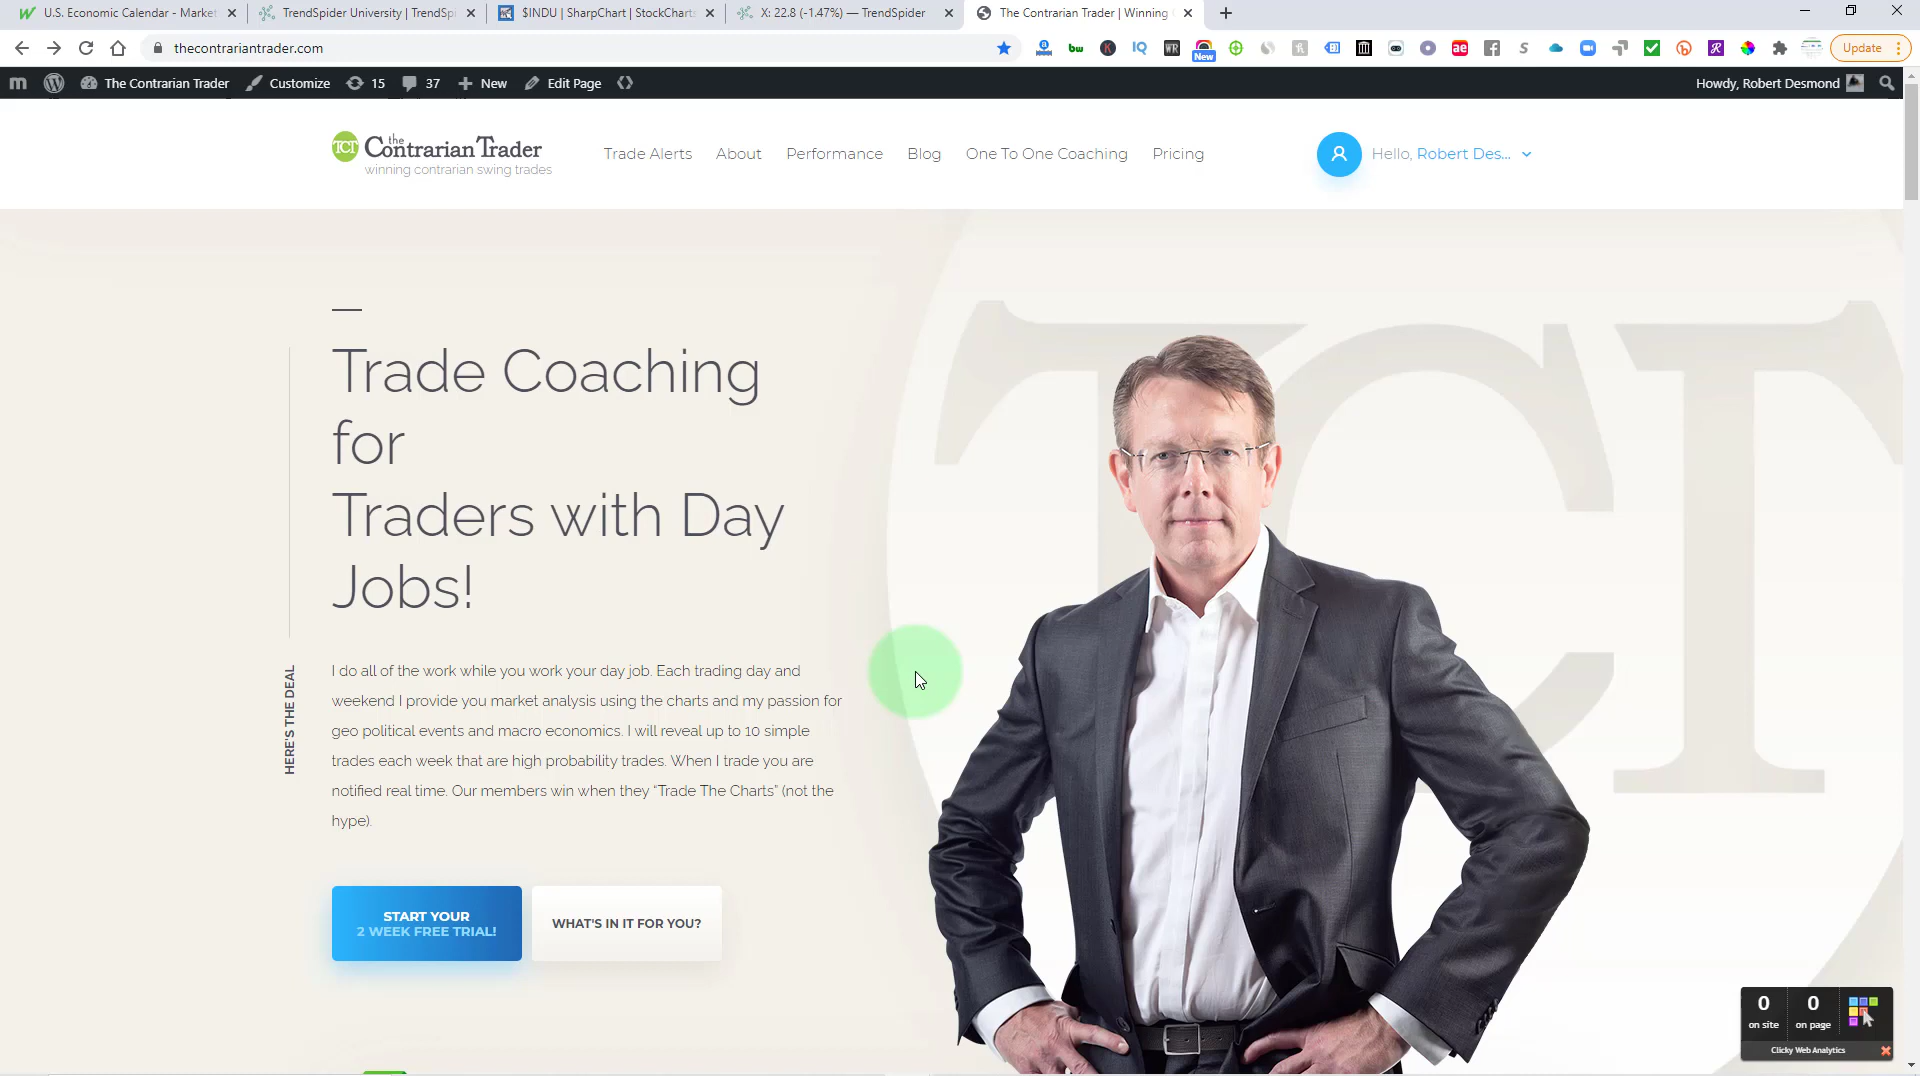 U.S. Economic Calendar - Market
TrendSpider University | TrendSpi
$INDU | SharpChart | StockCharts
X: 22.8 (-1.47%) — TrendSpider
The Contrarian Trader | Winning
thecontrariantrader.com
bw
IQ
WR
New
ae
Update
The Contrarian Trader
Customize
15
37
New
Edit Page
Howdy, Robert Desmond
TCT
the
Contrarian Trader
winning contrarian swing trades
Trade Alerts
About
Performance
Blog
One To One Coaching
Pricing
Hello, Robert Des...
Trade Coaching
for
Traders with Day
Jobs!
HERE'S THE DEAL
I do all of the work while you work your day job. Each trading day and
weekend I provide you market analysis using the charts and my passion for
geo political events and macro economics. I will reveal up to 10 simple
trades each week that are high probability trades. When I trade you are
notified real time. Our members win when they “Trade The Charts” (not the
hype).
START YOUR
2 WEEK FREE TRIAL!
WHAT'S IN IT FOR YOU?
TCT
0
on site
0
on page
Clicky Web Analytics